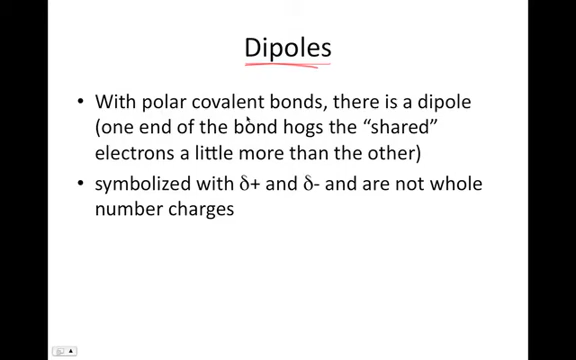 Dipoles
• With polar covalent bonds, there is a dipole
(one end of the bond hogs the “shared”
electrons a little more than the other)
• symbolized with δ+ and δ- and are not whole
number charges